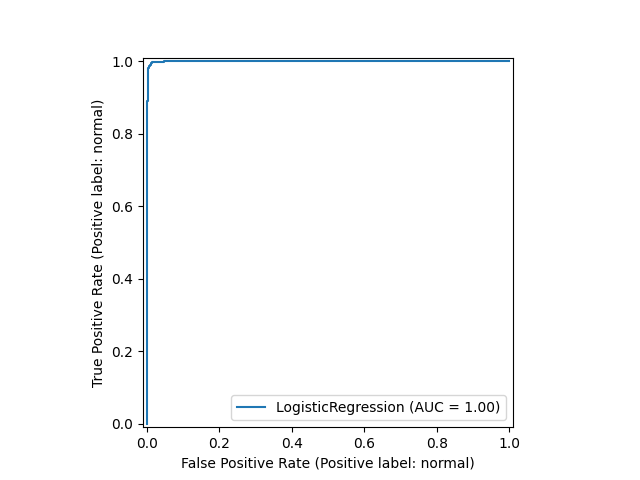 1.0
0.8
0.6
0.4
0.2
0.0
True Positive Rate (Positive label: normal)
LogisticRegression (AUC = 1.00)
0.0 0.2 0.4 0.6 0.8 1.0
False Positive Rate (Positive label: normal)